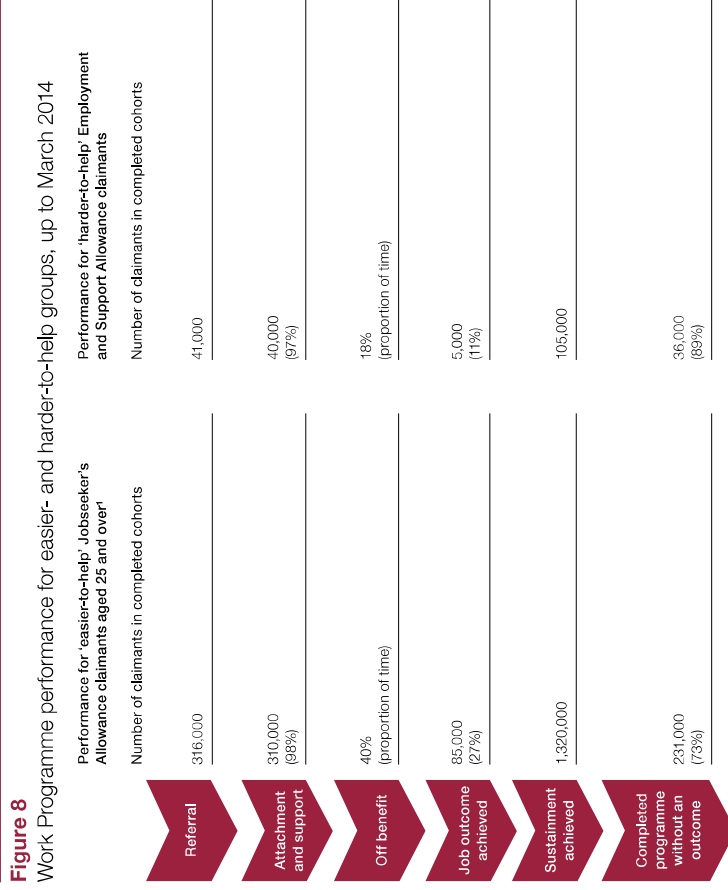 Figure 8
Work Programme performance for easier- and harder-to-help groups, up to March 2014
Performance for ‘easier-to-help’ Jobseeker’s
Allowance claimants aged 25 and over¹
Performance for ‘harder-to-help’ Employment
and Support Allowance claimants
Number of claimants in completed cohorts
Number of claimants in completed cohorts
Referral
316,000
41,000
Attachment
and support
310,000
(98%)
40,000
(97%)
Off benefit
40%
(proportion of time)
18%
(proportion of time)
Job outcome
achieved
85,000
(27%)
5,000
(11%)
Sustainment
achieved
1,320,000
105,000
Completed
programme
without an
outcome
231,000
(73%)
36,000
(89%)